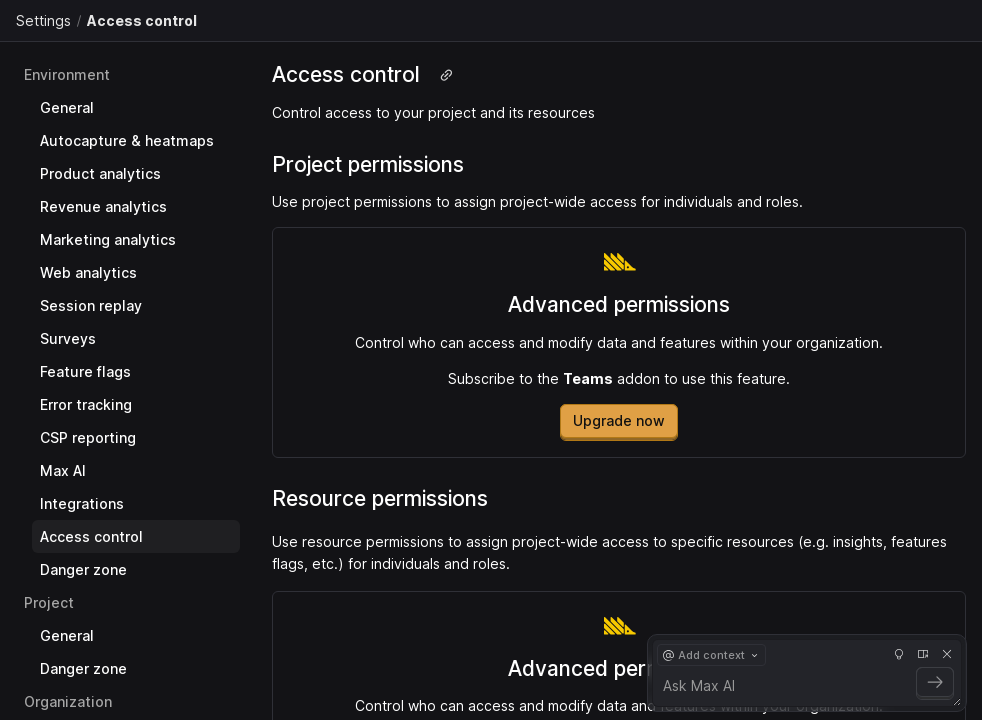 Settings / Access control
Environment
General
Autocapture & heatmaps
Product analytics
Revenue analytics
Marketing analytics
Web analytics
Session replay
Surveys
Feature flags
Error tracking
CSP reporting
Max AI
Integrations
Access control
Danger zone
Project
General
Danger zone
Organization
Access control
Control access to your project and its resources
Project permissions
Use project permissions to assign project-wide access for individuals and roles.
Advanced permissions
Control who can access and modify data and features within your organization.
Subscribe to the Teams addon to use this feature.
Upgrade now
Resource permissions
Use resource permissions to assign project-wide access to specific resources (e.g. insights, features
flags, etc.) for individuals and roles.
Advanced per
Control who can access and modify data and features within your organization.
@ Add context
Ask Max AI